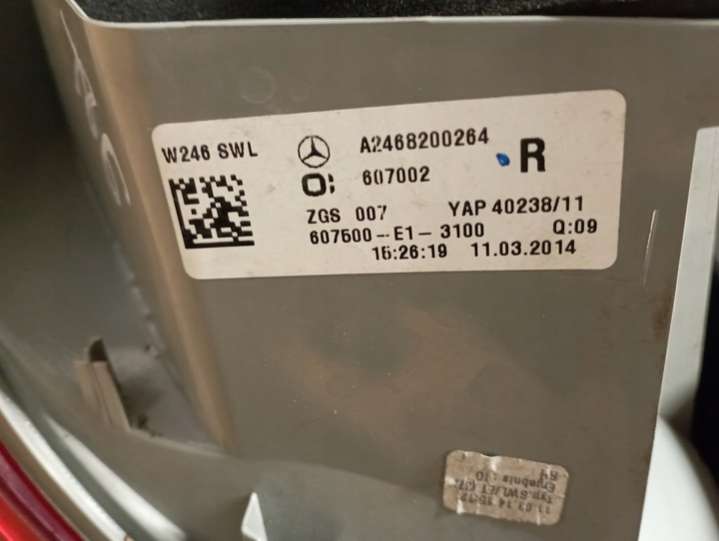 W246 SWL
A2468200264
R
O: 607002
ZGS 007 YAP 40238/11
607500-E1-3100 Q:09
15:26:19 11.03.2014